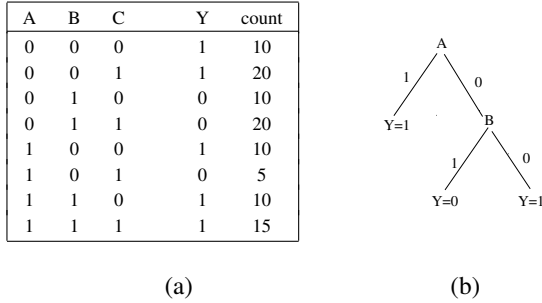 A B C Y count
0 0 0 1 10
0 0 1 1 20
0 1 0 0 10
0 1 1 0 20
1 0 0 1 10
1 0 1 0 5
1 1 0 1 10
1 1 1 1 15
(a)
A
1 0
Y=1 B
1 0
Y=0 Y=1
(b)